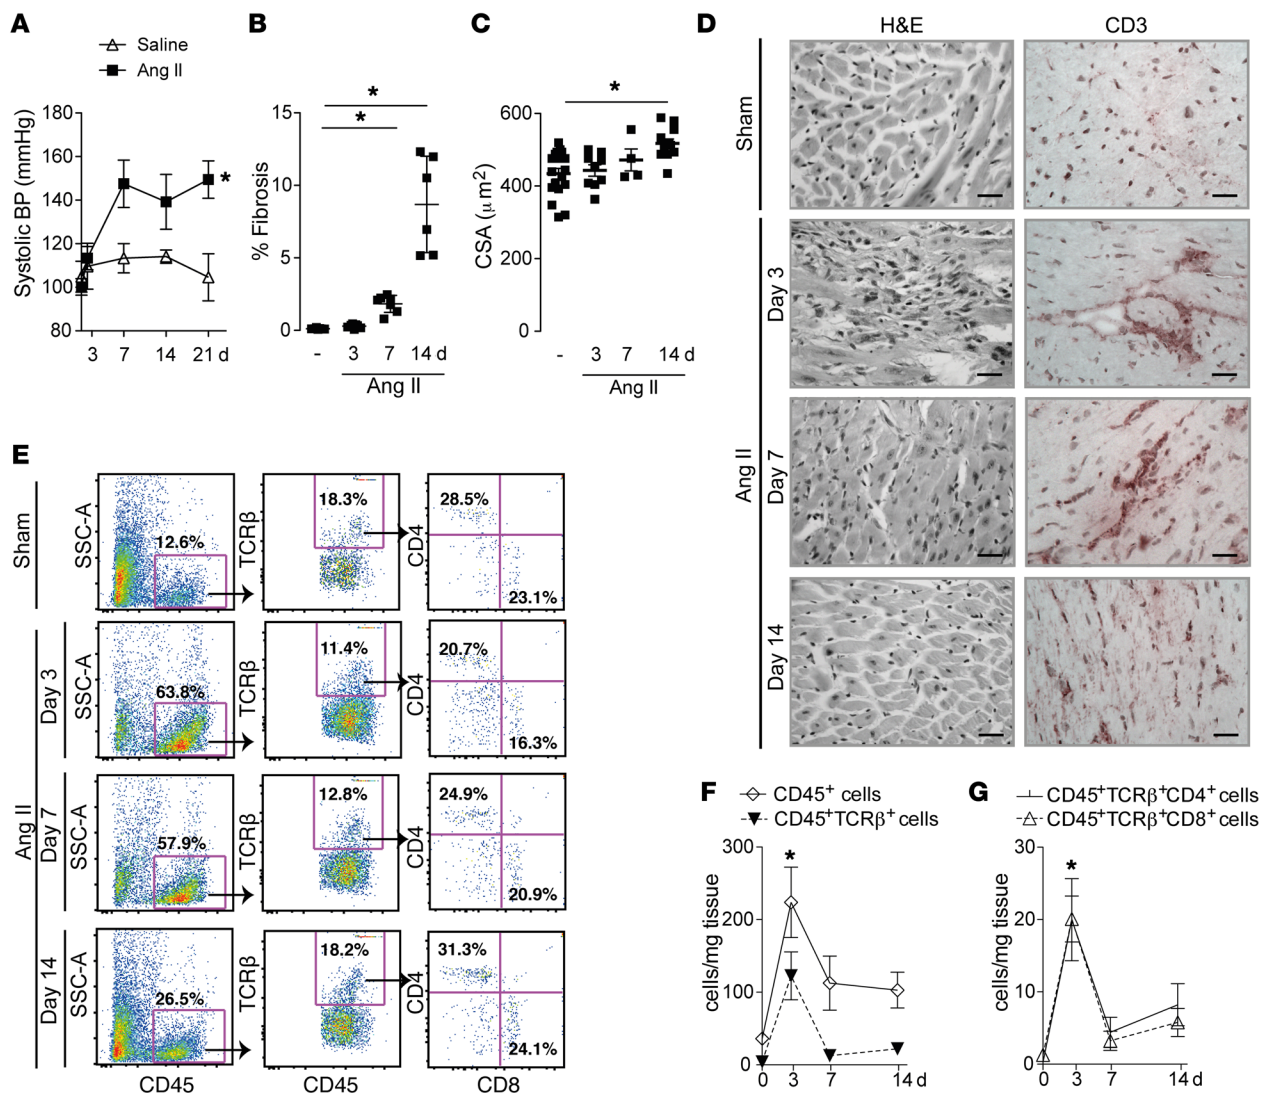 A
Saline
Ang II
Systolic BP (mmHg)
180
160
140
120
100
80
*
3 7 14 21 d
B
% Fibrosis
15
10
5
0
*
*
- 3 7 14 d
Ang II
C
CSA (μm2)
600
400
200
0
*
- 3 7 14 d
Ang II
D
H&E CD3
Sham
Ang II
Day 3
Day 7
Day 14
E
Sham
SSC-A
12.6%
TCRβ
18.3%
CD4
28.5%
23.1%
Ang II
Day 3
SSC-A
63.8%
TCRβ
11.4%
CD4
20.7%
16.3%
Day 7
SSC-A
57.9%
TCRβ
12.8%
CD4
24.9%
20.9%
Day 14
SSC-A
26.5%
TCRβ
18.2%
CD4
31.3%
24.1%
CD45 CD45 CD8
F
CD45+ cells
CD45+TCRβ+ cells
cells/mg tissue
300
200
100
0
*
0 3 7 14 d
G
CD45+TCRβ+CD4+ cells
CD45+TCRβ+CD8+ cells
cells/mg tissue
30
20
10
0
*
0 3 7 14 d